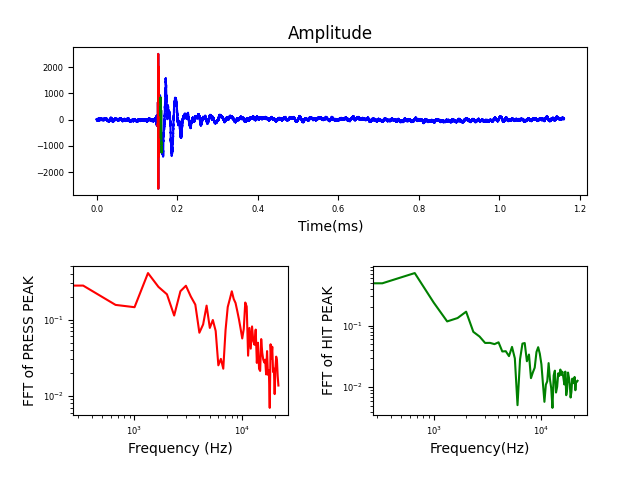 Amplitude
2000
1000
0
−1000
−2000
0.0 0.2 0.4 0.6 0.8 1.0 1.2
Time(ms)
FFT of PRESS PEAK
10⁻¹
10⁻²
10³ 10⁴
Frequency (Hz)
FFT of HIT PEAK
10⁻¹
10⁻²
10³ 10⁴
Frequency(Hz)